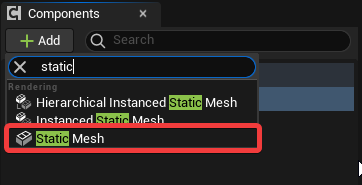 Components
Add
Search
static
Rendering
Hierarchical Instanced Static Mesh
Instanced Static Mesh
Static Mesh